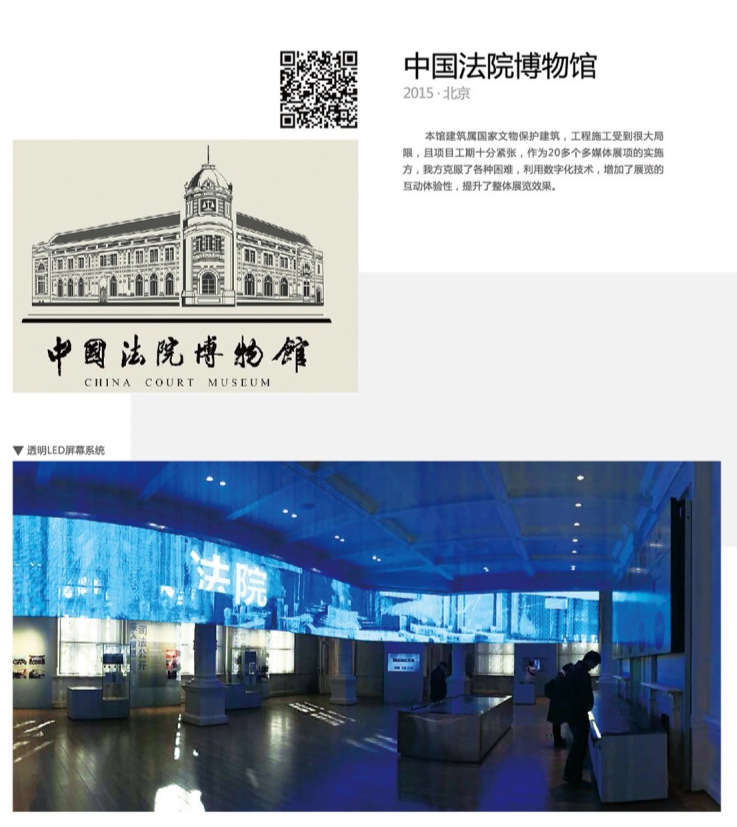 中国法院博物馆
2015 · 北京
本馆建筑属国家文物保护建筑，工程施工受到很大局
限，且项目工期十分紧张，作为20多个多媒体展项的实施
方，我方克服了各种困难，利用数字化技术，增加了展览的
互动体验性，提升了整体展览效果。
中國法院博物館
CHINA COURT MUSEUM
▼ 透明LED屏幕系统
法院